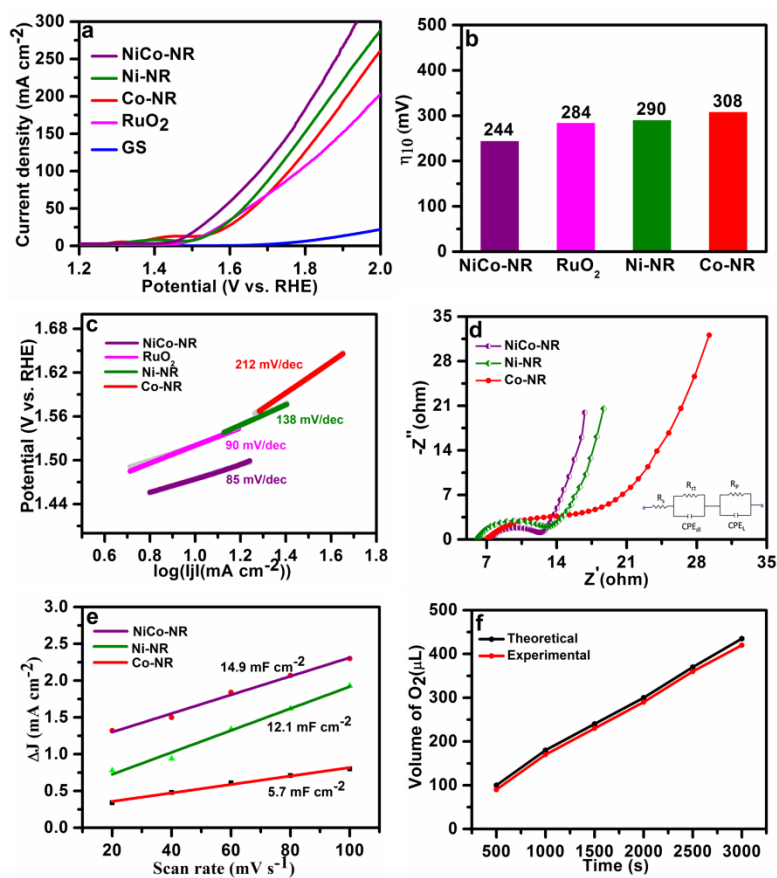 a
300
250
200
150
100
50
0
Current density (mA cm-2)
NiCo-NR
Ni-NR
Co-NR
RuO2
GS
1.2 1.4 1.6 1.8 2.0
Potential (V vs. RHE)
b
500
400
300
200
100
0
η10 (mV)
244 284 290 308
NiCo-NR RuO2 Ni-NR Co-NR
c
1.68
1.62
1.56
1.50
1.44
Potential (V vs. RHE)
NiCo-NR
RuO2
Ni-NR
Co-NR
212 mV/dec
138 mV/dec
90 mV/dec
85 mV/dec
0.6 0.8 1.0 1.2 1.4 1.6 1.8
log(IjI(mA cm-2))
d
35
28
21
14
7
0
-Z''(ohm)
NiCo-NR
Ni-NR
Co-NR
Rs
Rct
CPEdl
RP
CPEL
7 14 21 28 35
Z'(ohm)
e
3.0
2.5
2.0
1.5
1.0
0.5
0.0
ΔJ (mA cm-2)
NiCo-NR
Ni-NR
Co-NR
14.9 mF cm-2
12.1 mF cm-2
5.7 mF cm-2
20 40 60 80 100
Scan rate (mV s-1)
f
500
400
300
200
100
0
Volume of O2(μL)
Theoretical
Experimental
500 1000 1500 2000 2500 3000
Time (s)